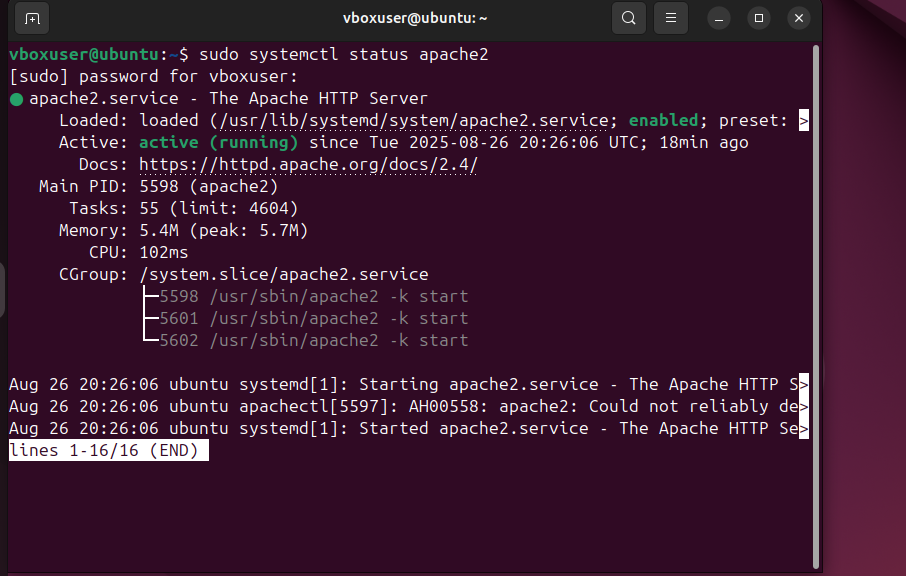 vboxuser@ubuntu: ~
vboxuser@ubuntu:~$ sudo systemctl status apache2
[sudo] password for vboxuser:
● apache2.service - The Apache HTTP Server
     Loaded: loaded (/usr/lib/systemd/system/apache2.service; enabled; preset: >
     Active: active (running) since Tue 2025-08-26 20:26:06 UTC; 18min ago
       Docs: https://httpd.apache.org/docs/2.4/
   Main PID: 5598 (apache2)
      Tasks: 55 (limit: 4604)
     Memory: 5.4M (peak: 5.7M)
        CPU: 102ms
     CGroup: /system.slice/apache2.service
             ├─5598 /usr/sbin/apache2 -k start
             ├─5601 /usr/sbin/apache2 -k start
             └─5602 /usr/sbin/apache2 -k start
Aug 26 20:26:06 ubuntu systemd[1]: Starting apache2.service - The Apache HTTP S>
Aug 26 20:26:06 ubuntu apachectl[5597]: AH00558: apache2: Could not reliably de>
Aug 26 20:26:06 ubuntu systemd[1]: Started apache2.service - The Apache HTTP Se>
lines 1-16/16 (END)